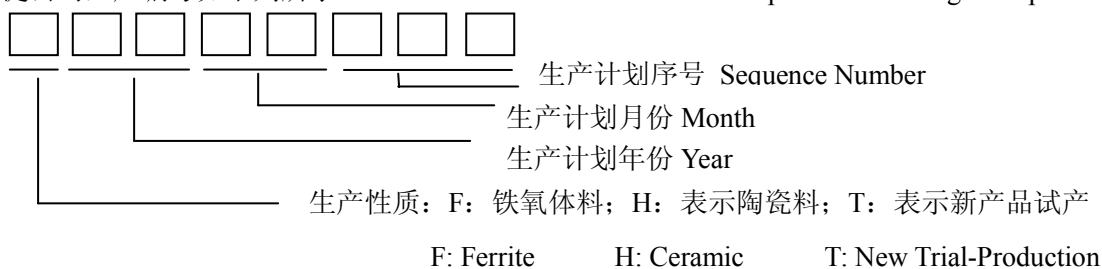 生产计划序号 Sequence Number
生产计划月份 Month
生产计划年份 Year
生产性质：F：铁氧体料；H：表示陶瓷料；T：表示新产品试产
F: Ferrite H: Ceramic T: New Trial-Production